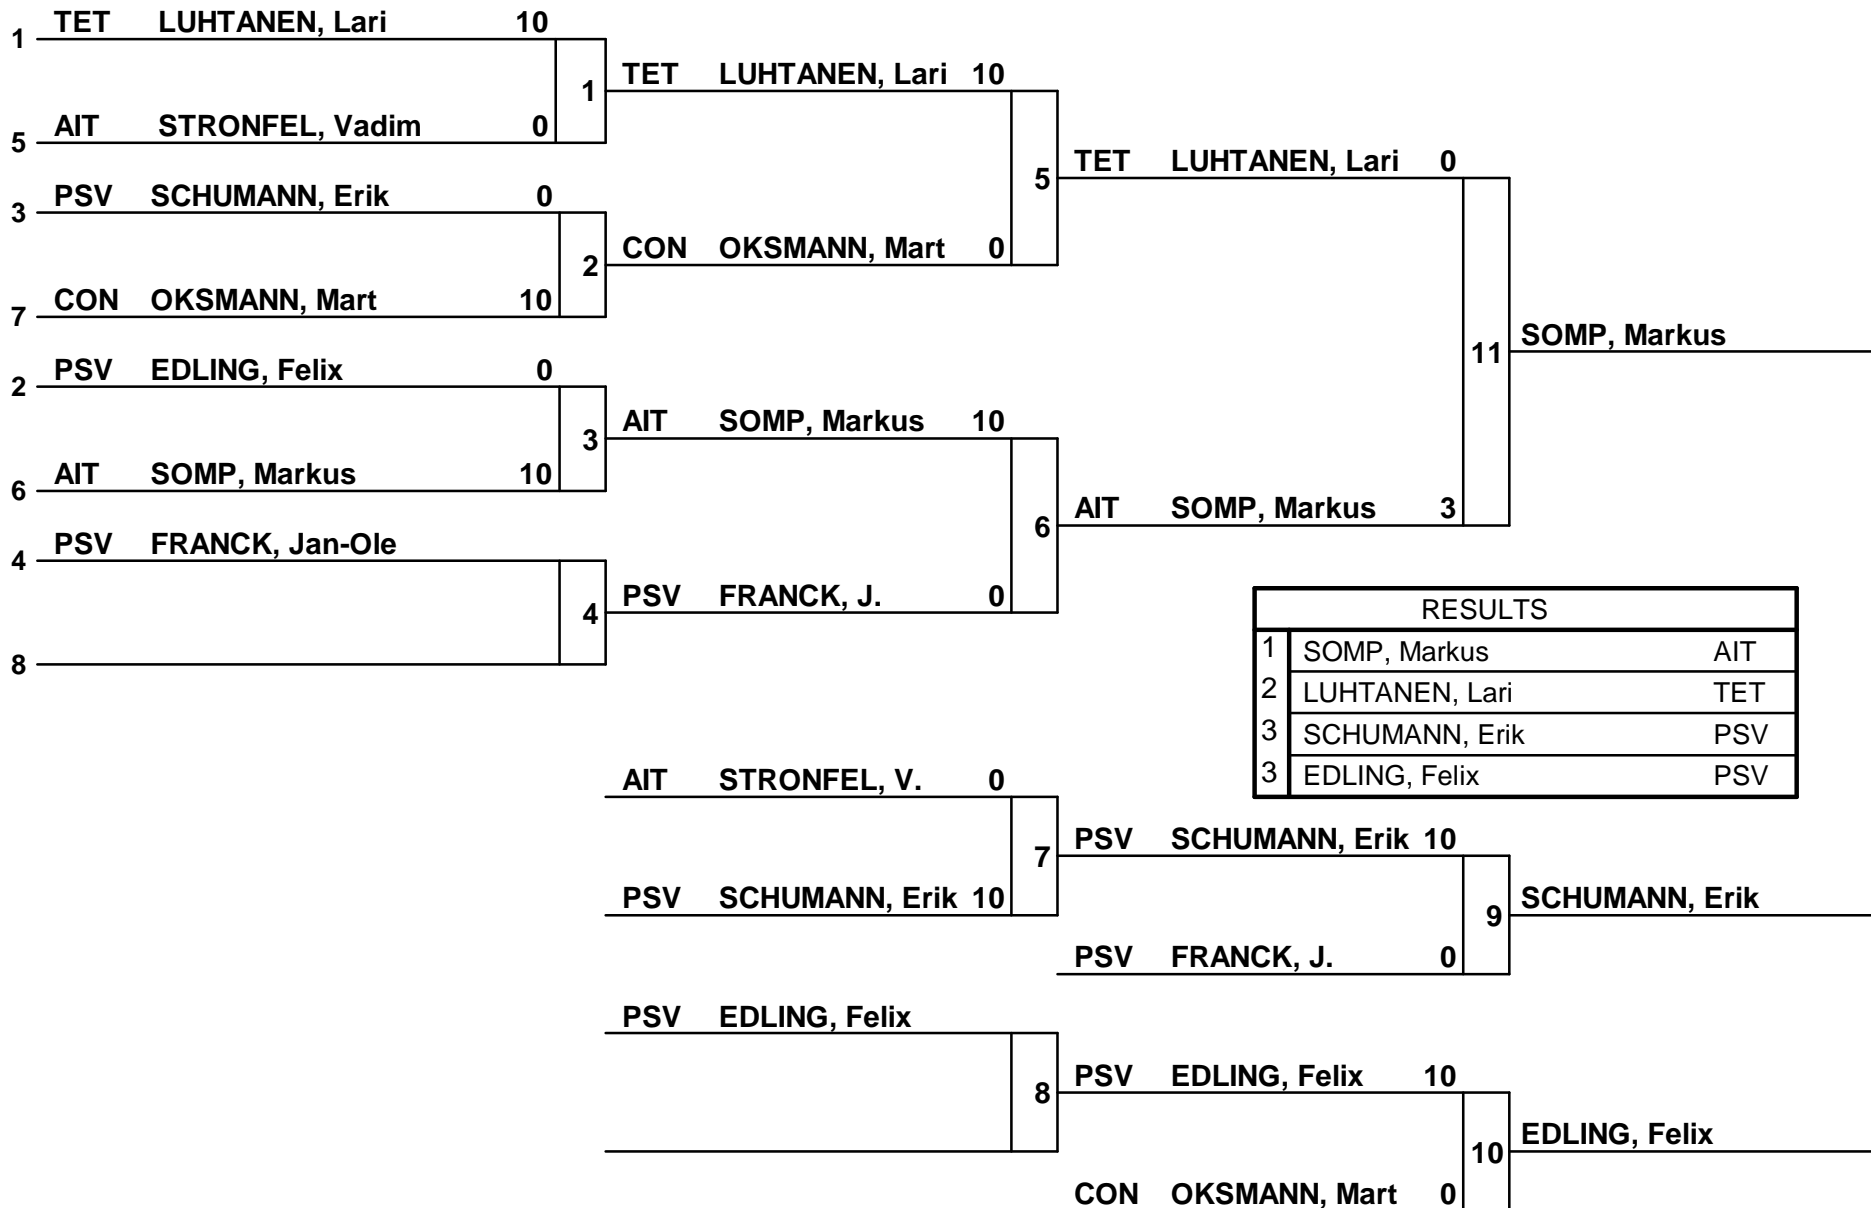 TET LUHTANEN, Lari 10
1
TET LUHTANEN, Lari 10
1
AIT STRONFEL, Vadim 0
5
TET LUHTANEN, Lari 0
5
PSV SCHUMANN, Erik 0
3
CON OKSMANN, Mart 0
2
CON OKSMANN, Mart 10
7
SOMP, Markus
11
PSV EDLING, Felix 0
2
AIT SOMP, Markus 10
3
AIT SOMP, Markus 10
6
AIT SOMP, Markus 3
6
PSV FRANCK, Jan-Ole
4
PSV FRANCK, J. 0
4
8
RESULTS
1 SOMP, Markus AIT
2 LUHTANEN, Lari TET
3 SCHUMANN, Erik PSV
3 EDLING, Felix PSV
AIT STRONFEL, V. 0
PSV SCHUMANN, Erik 10
7
PSV SCHUMANN, Erik 10
SCHUMANN, Erik
9
PSV FRANCK, J. 0
PSV EDLING, Felix
PSV EDLING, Felix 10
8
EDLING, Felix
10
CON OKSMANN, Mart 0